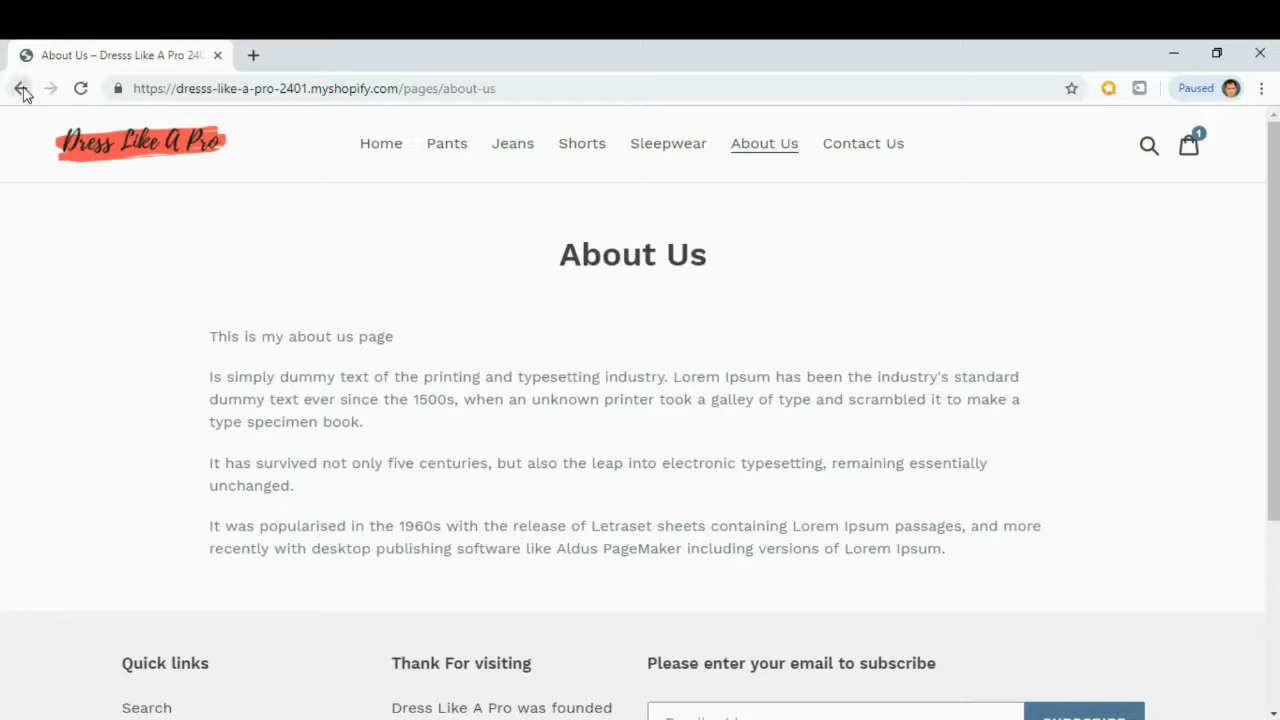 About Us – Dresss Like A Pro 240
https://dresss-like-a-pro-2401.myshopify.com/pages/about-us
Paused
Dress Like A Pro
Home Pants Jeans Shorts Sleepwear About Us Contact Us
1
About Us
This is my about us page
Is simply dummy text of the printing and typesetting industry. Lorem Ipsum has been the industry's standard
dummy text ever since the 1500s, when an unknown printer took a galley of type and scrambled it to make a
type specimen book.
It has survived not only five centuries, but also the leap into electronic typesetting, remaining essentially
unchanged.
It was popularised in the 1960s with the release of Letraset sheets containing Lorem Ipsum passages, and more
recently with desktop publishing software like Aldus PageMaker including versions of Lorem Ipsum.
Quick links
Thank For visiting
Please enter your email to subscribe
Search
Dress Like A Pro was founded